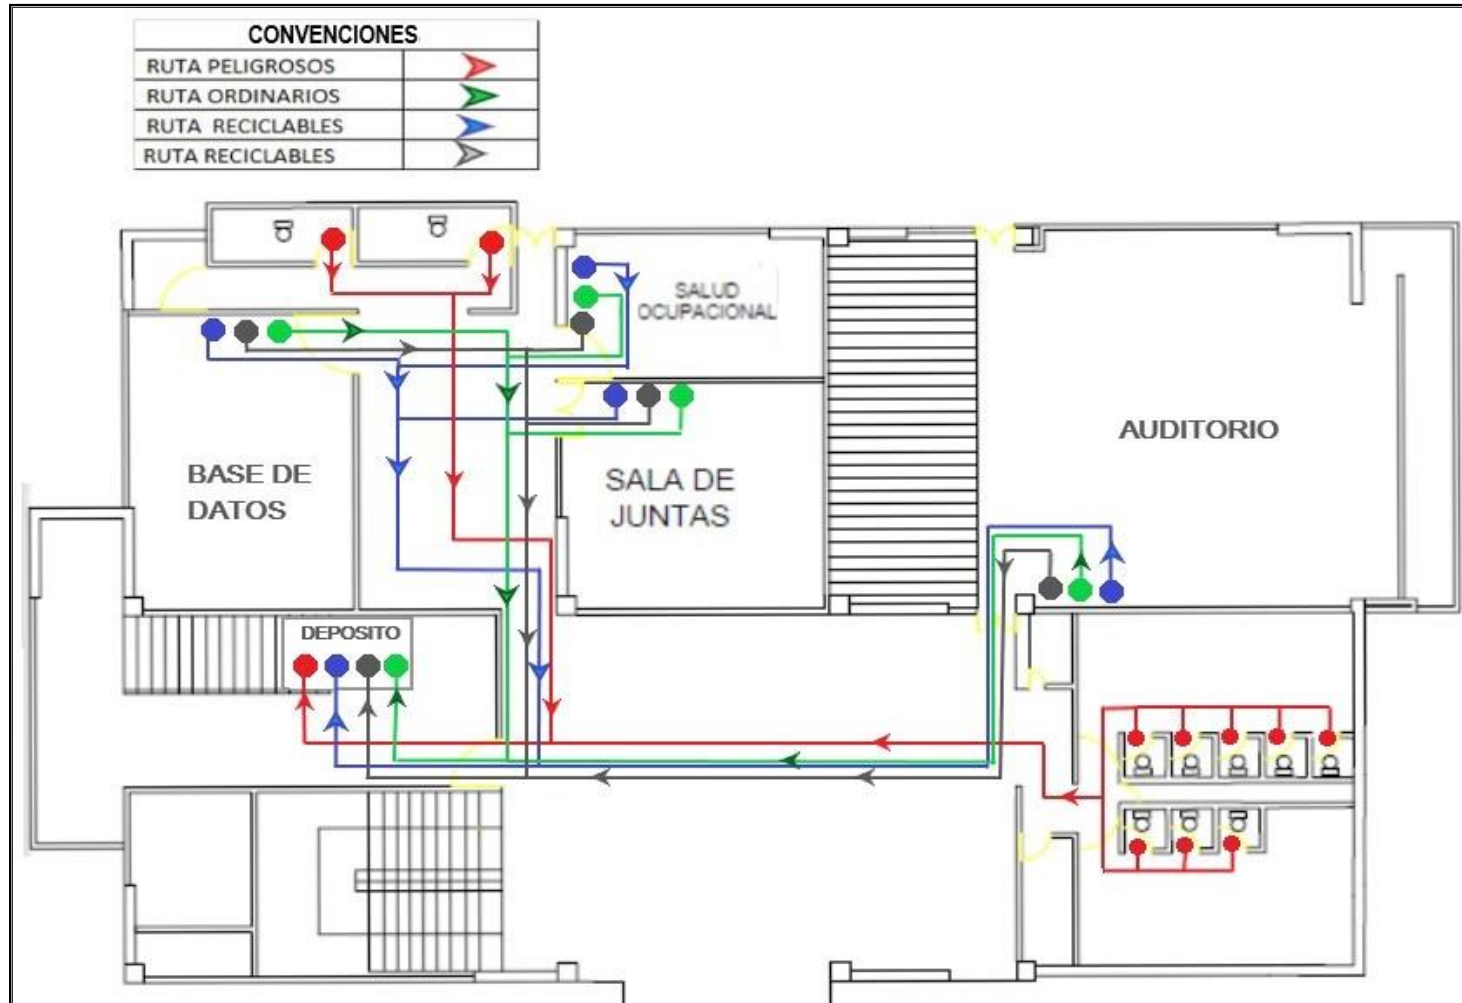 CONVENCIONES
RUTA PELIGROSOS
RUTA ORDINARIOS
RUTA RECICLABLES
RUTA RECICLABLES
SALUD
OCUPACIONAL
AUDITORIO
BASE DE
DATOS
SALA DE
JUNTAS
DEPOSITO